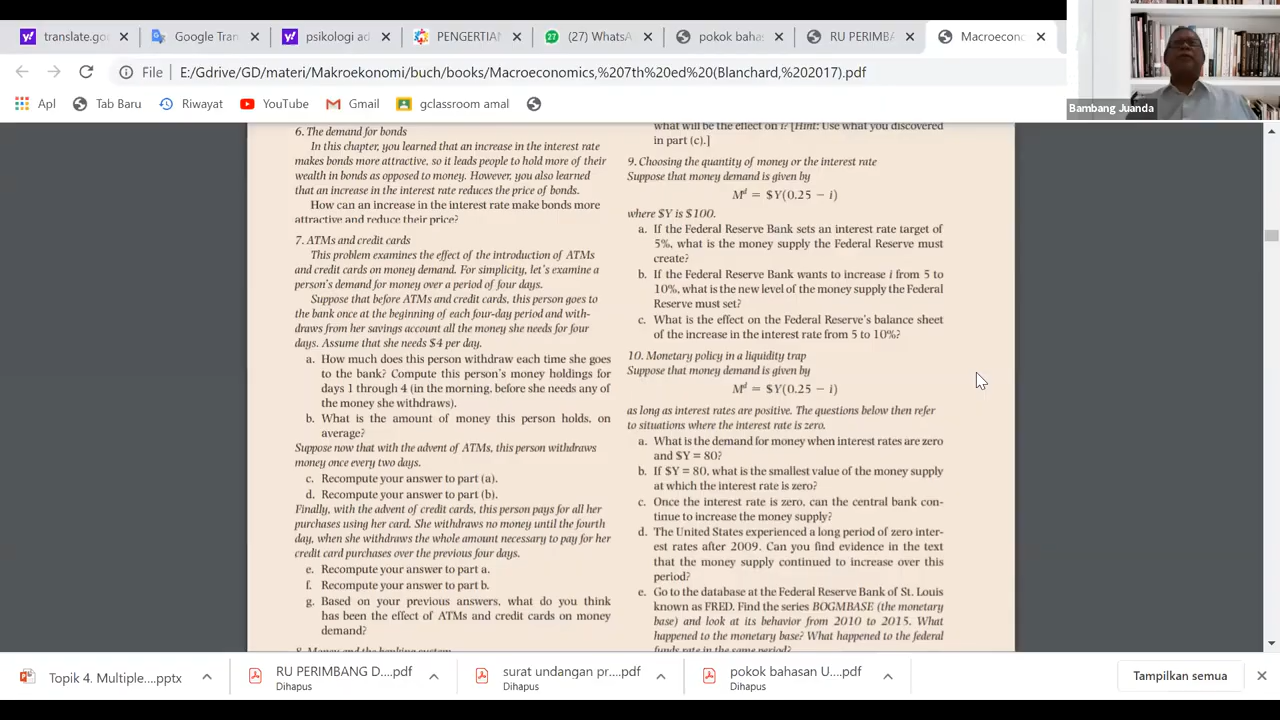 translate.go
Google Tran
psikologi ad
PENGERTIAN
(27) WhatsA
pokok bahas
RU PERIMBA
Macroecon
File
E:/Gdrive/GD/materi/Makroekonomi/buch/books/Macroeconomics,%207th%20ed%20(Blanchard,%202017).pdf
Bambang Juanda
Apl
Tab Baru
Riwayat
YouTube
Gmail
gclassroom amal
6. The demand for bonds
In this chapter, you learned that an increase in the interest rate
makes bonds more attractive, so it leads people to hold more of their
wealth in bonds as opposed to money. However, you also learned
that an increase in the interest rate reduces the price of bonds.
How can an increase in the interest rate make bonds more
attractive and reduce their price?
7. ATMs and credit cards
This problem examines the effect of the introduction of ATMs
and credit cards on money demand. For simplicity, let's examine a
person's demand for money over a period of four days.
Suppose that before ATMs and credit cards, this person goes to
the bank once at the beginning of each four-day period and with-
draws from her savings account all the money she needs for four
days. Assume that she needs $4 per day.
a. How much does this person withdraw each time she goes
to the bank? Compute this person's money holdings for
days 1 through 4 (in the morning, before she needs any of
the money she withdraws).
b. What is the amount of money this person holds, on
average?
Suppose now that with the advent of ATMs, this person withdraws
money once every two days.
c. Recompute your answer to part (a).
d. Recompute your answer to part (b).
Finally, with the advent of credit cards, this person pays for all her
purchases using her card. She withdraws no money until the fourth
day, when she withdraws the whole amount necessary to pay for her
credit card purchases over the previous four days.
e. Recompute your answer to part a.
f. Recompute your answer to part b.
g. Based on your previous answers, what do you think
has been the effect of ATMs and credit cards on money
demand?
8. Money and the banking system
what will be the effect on i? [Hint: Use what you discovered
in part (c).]
9. Choosing the quantity of money or the interest rate
Suppose that money demand is given by
Mᵈ = $Y(0.25 − i)
where $Y is $100.
a. If the Federal Reserve Bank sets an interest rate target of
5%, what is the money supply the Federal Reserve must
create?
b. If the Federal Reserve Bank wants to increase i from 5 to
10%, what is the new level of the money supply the Federal
Reserve must set?
c. What is the effect on the Federal Reserve's balance sheet
of the increase in the interest rate from 5 to 10%?
10. Monetary policy in a liquidity trap
Suppose that money demand is given by
Mᵈ = $Y(0.25 − i)
as long as interest rates are positive. The questions below then refer
to situations where the interest rate is zero.
a. What is the demand for money when interest rates are zero
and $Y = 80?
b. If $Y = 80, what is the smallest value of the money supply
at which the interest rate is zero?
c. Once the interest rate is zero, can the central bank con-
tinue to increase the money supply?
d. The United States experienced a long period of zero inter-
est rates after 2009. Can you find evidence in the text
that the money supply continued to increase over this
period?
e. Go to the database at the Federal Reserve Bank of St. Louis
known as FRED. Find the series BOGMBASE (the monetary
base) and look at its behavior from 2010 to 2015. What
happened to the monetary base? What happened to the federal
funds rate in the same period?
Topik 4. Multiple....pptx
RU PERIMBANG D....pdf
Dihapus
surat undangan pr....pdf
Dihapus
pokok bahasan U....pdf
Dihapus
Tampilkan semua